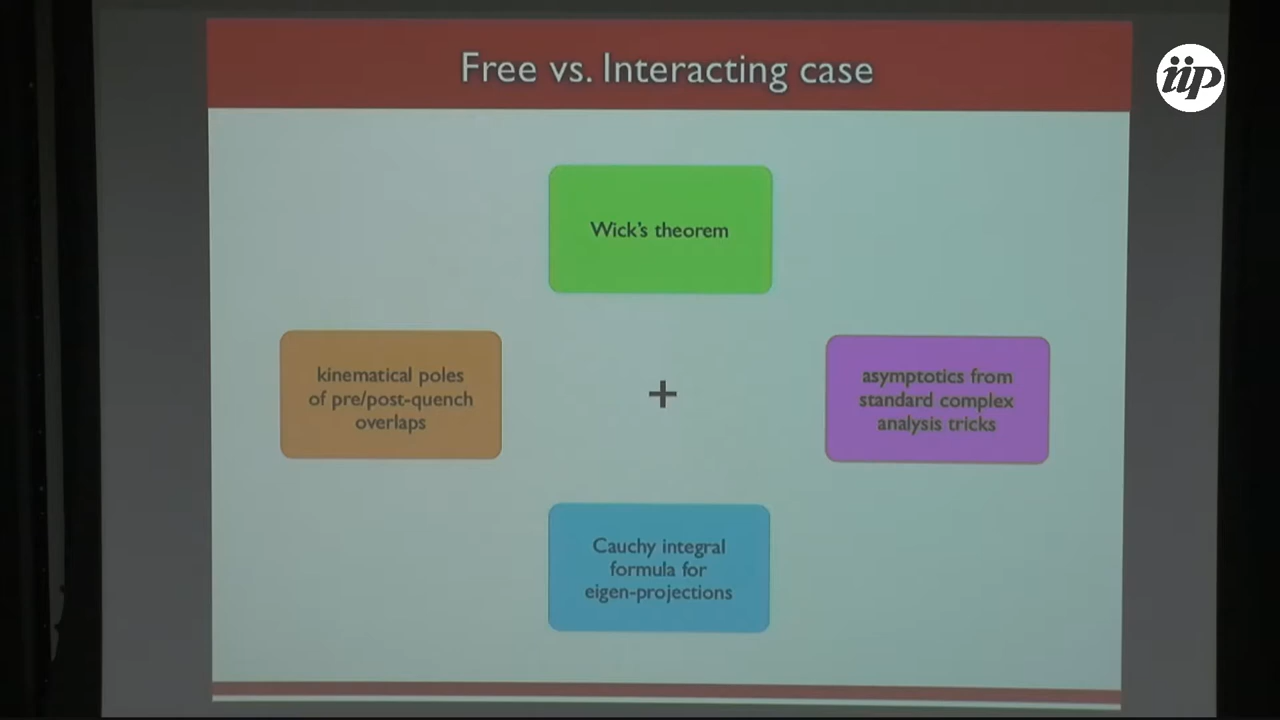 Free vs. Interacting case
iip
Wick's theorem
kinematical poles
of pre/post-quench
overlaps
+
asymptotics from
standard complex
analysis tricks
Cauchy integral
formula for
eigen-projections